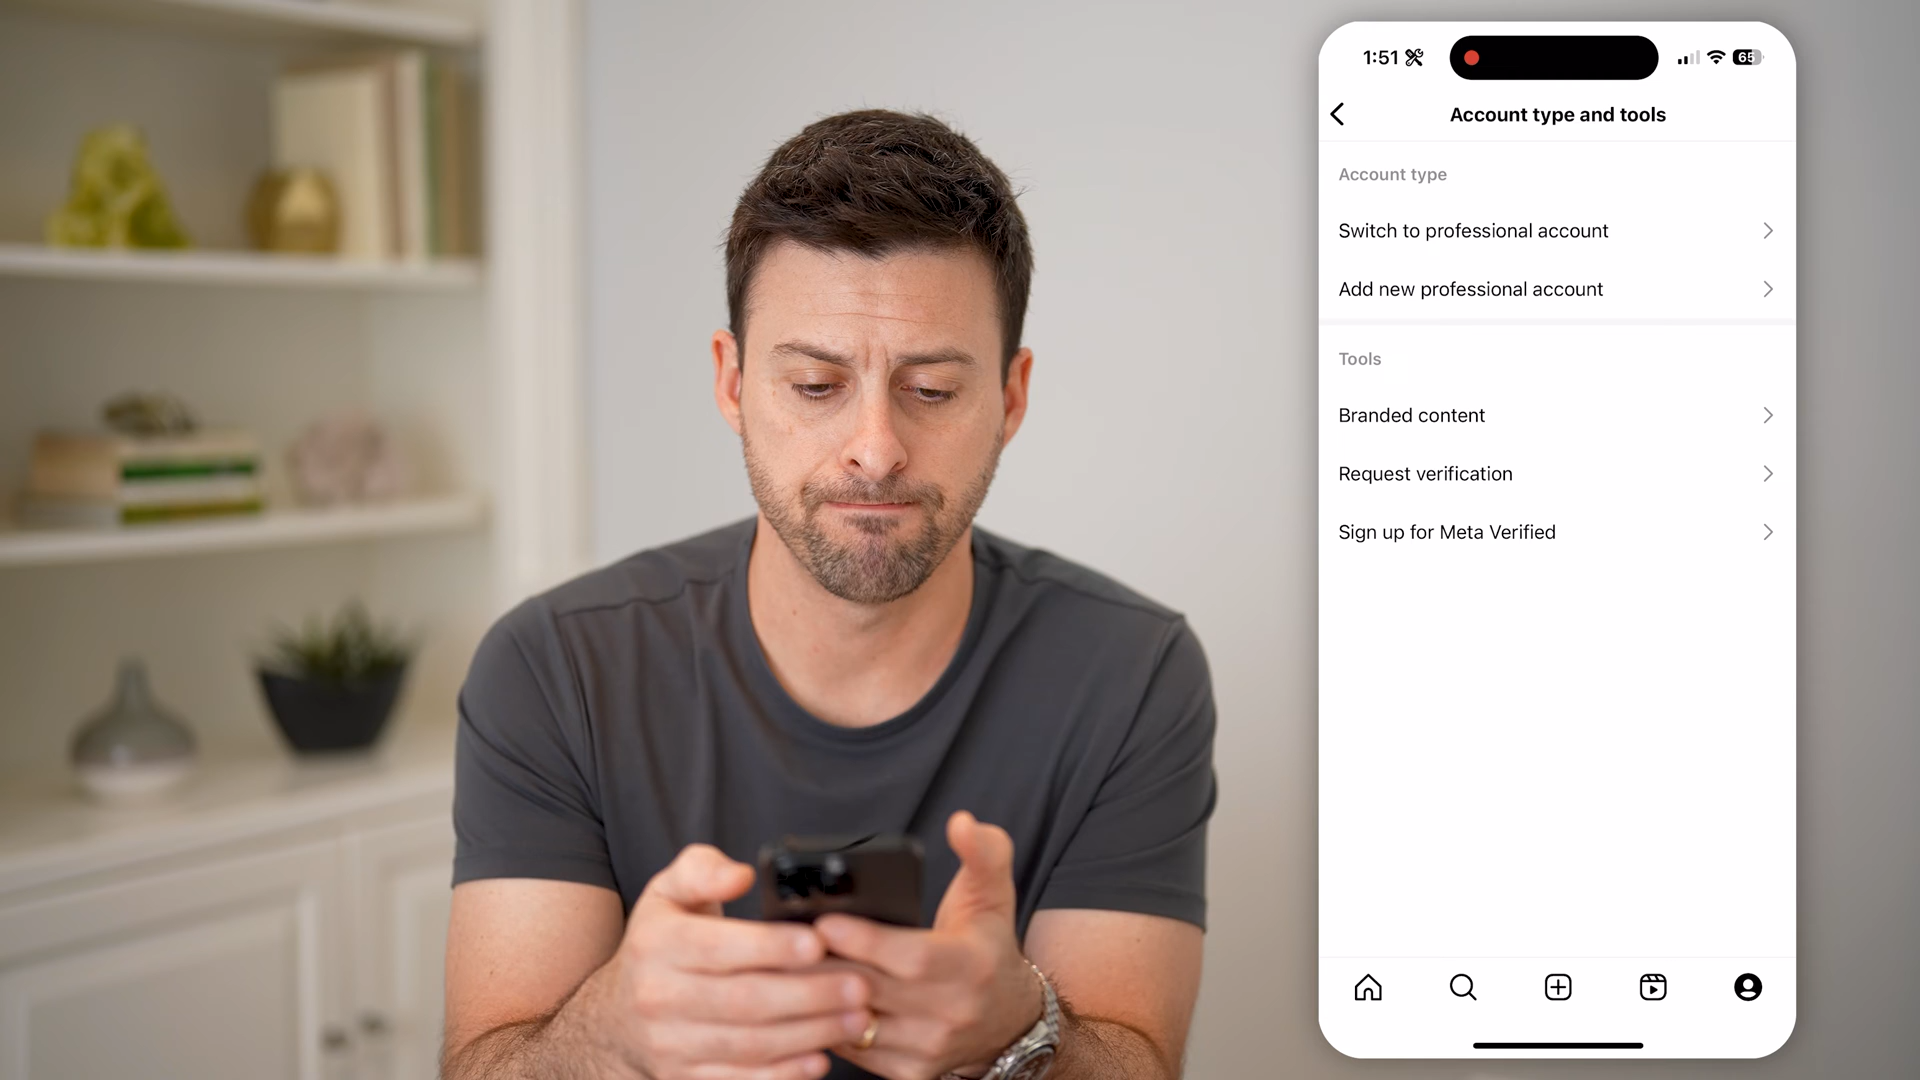 1:51
65
Account type and tools
Account type
Switch to professional account
Add new professional account
Tools
Branded content
Request verification
Sign up for Meta Verified